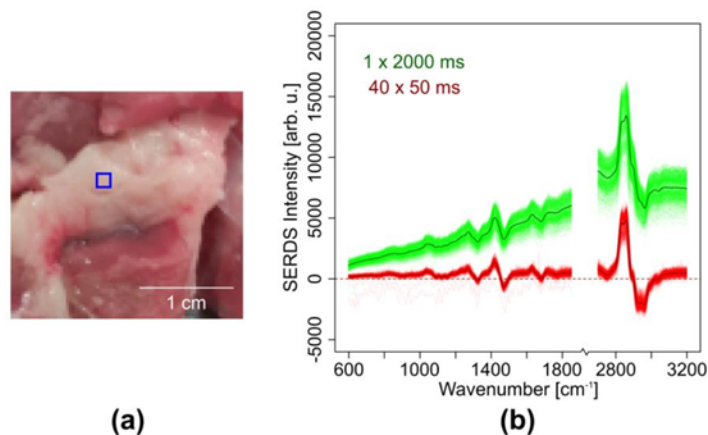 1 cm
(a)
1 x 2000 ms
40 x 50 ms
SERDS Intensity [arb. u.]
20000
15000
10000
5000
0
-5000
600 1000 1400 1800 2800 3200
Wavenumber [cm⁻¹]
(b)